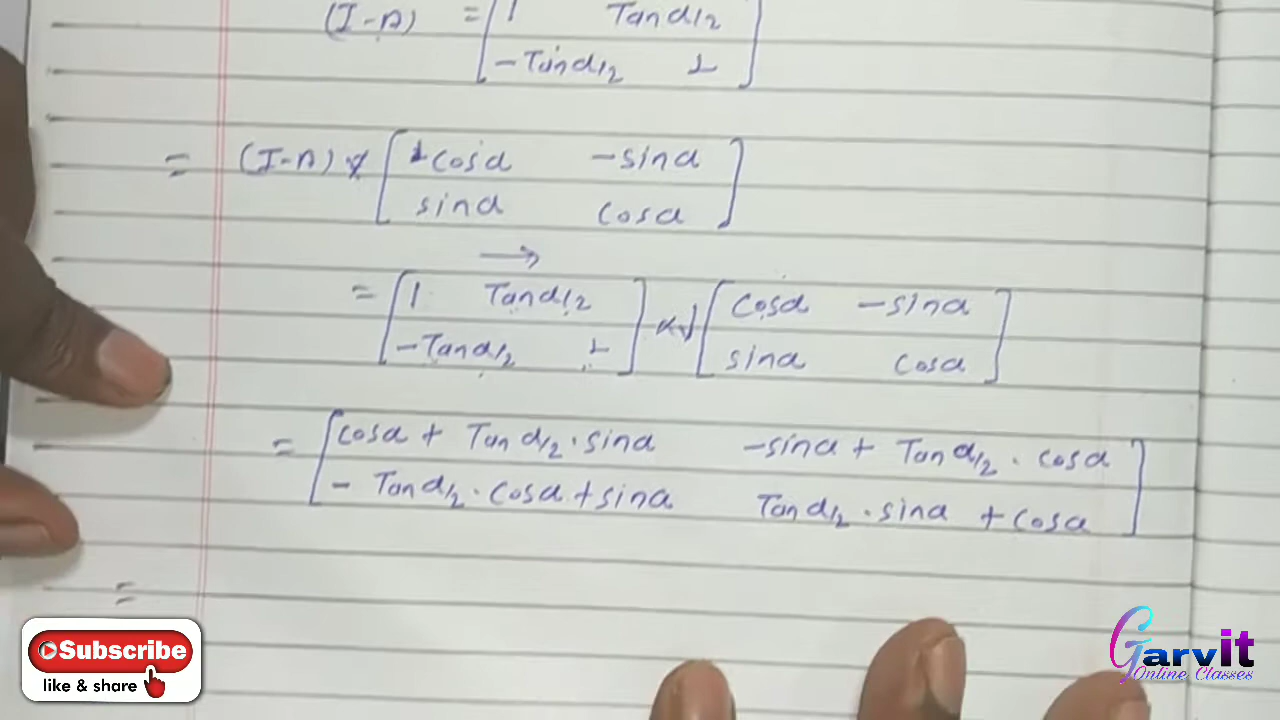 (I-A) = [1 Tanα/2
-Tanα/2 1]
= (I-A) × [cosα -sinα
sinα cosα]
→
= [1 Tanα/2
-Tanα/2 1] × [cosα -sinα
sinα cosα]
= [cosα + Tanα/2 · sinα -sinα + Tanα/2 · cosα
- Tanα/2 · cosα + sinα Tanα/2 · sinα + cosα]
=
Subscribe
like & share
Garvit
Online Classes